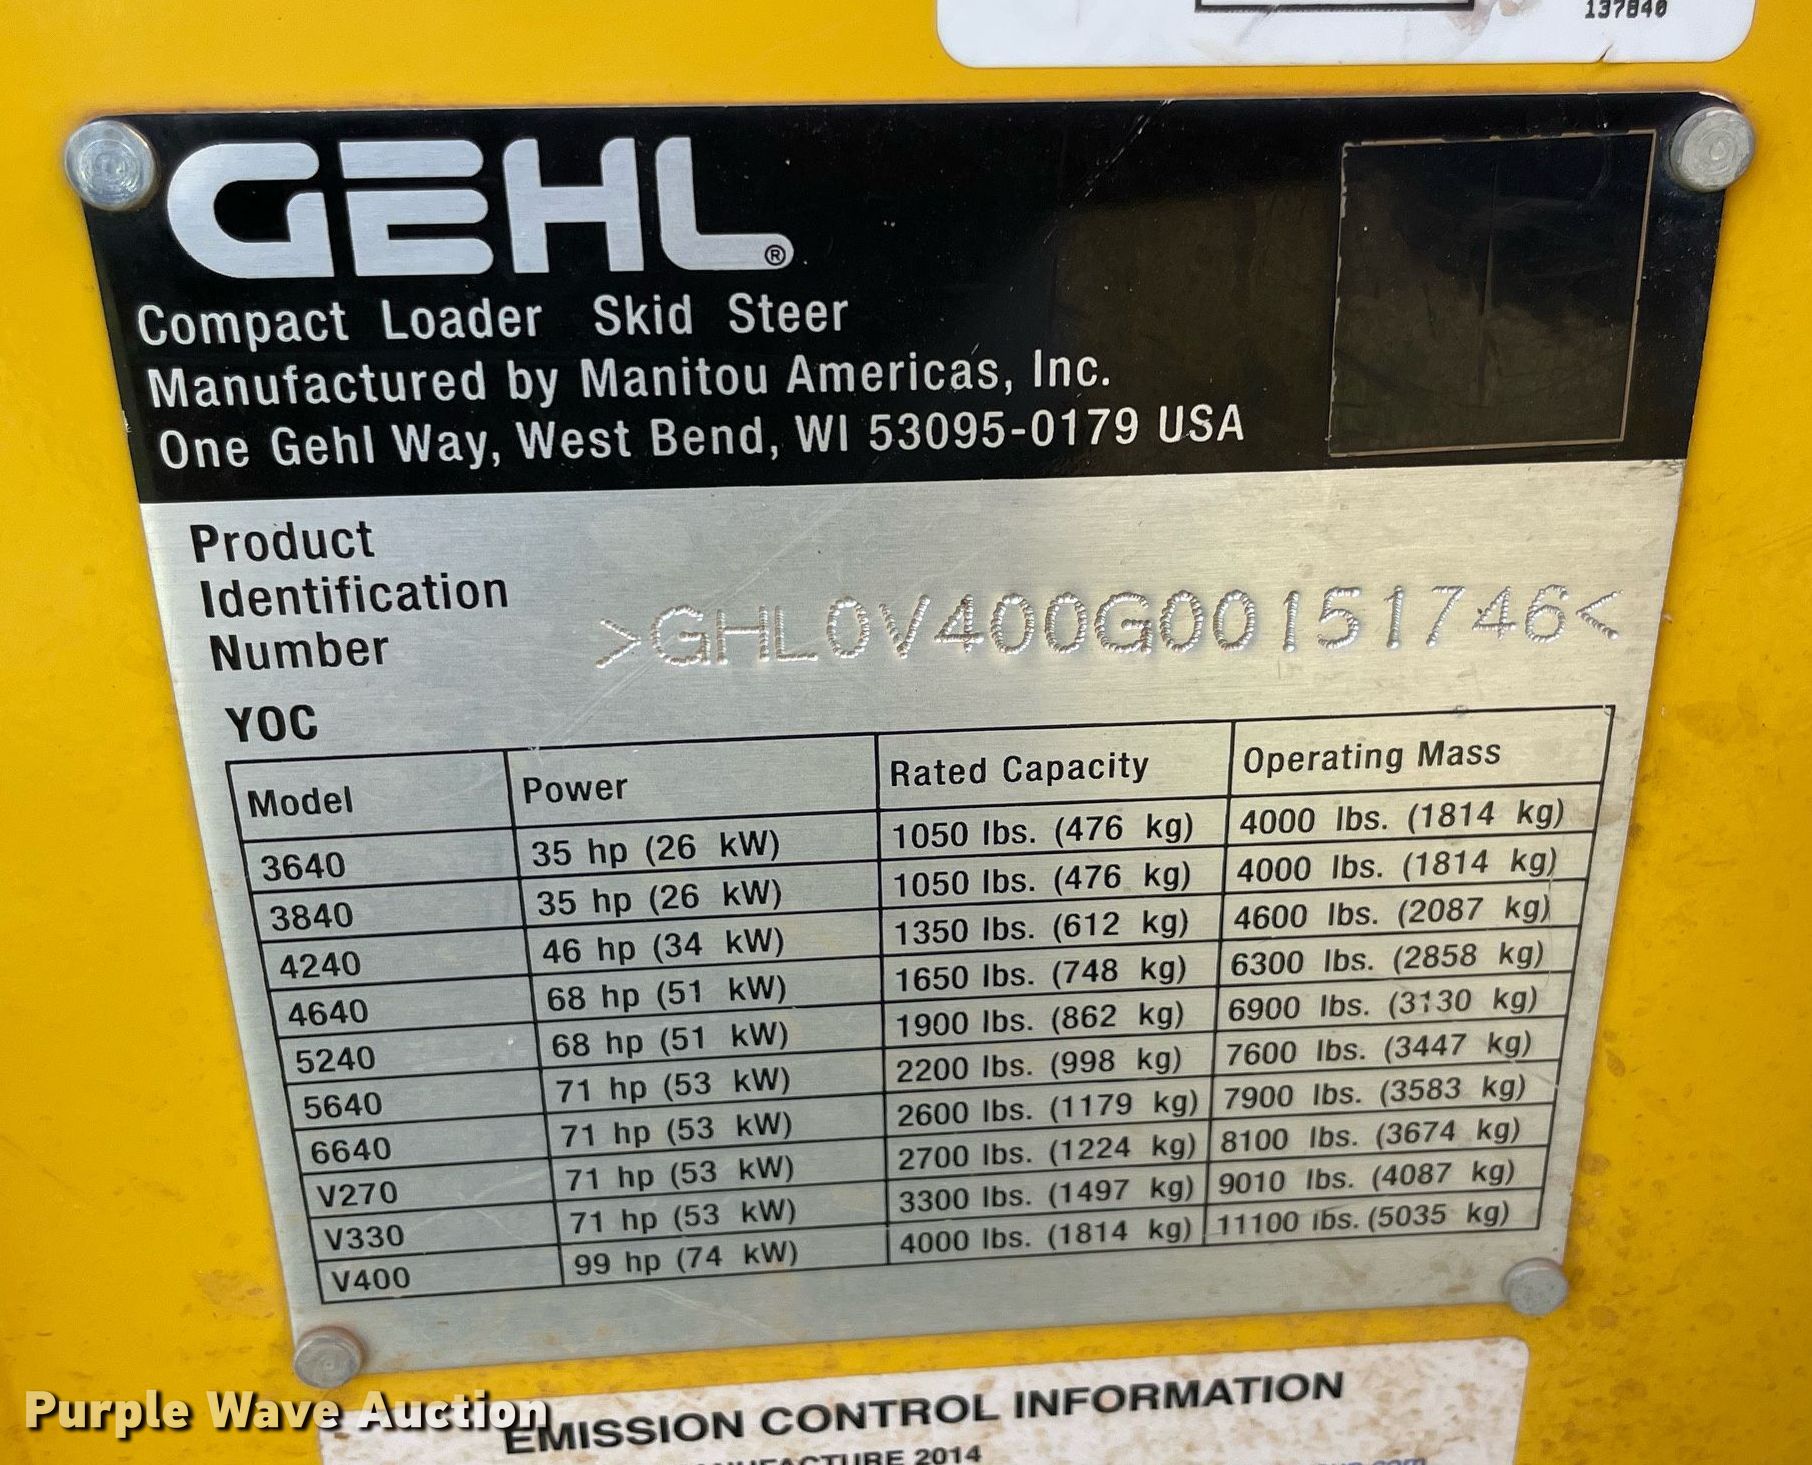 137840
GEHL®
Compact Loader Skid Steer
Manufactured by Manitou Americas, Inc.
One Gehl Way, West Bend, WI 53095-0179 USA
Product
Identification
Number
>GHL0V400G00151746<
YOC
Model Power Rated Capacity Operating Mass
3640 35 hp (26 kW) 1050 lbs. (476 kg) 4000 lbs. (1814 kg)
3840 35 hp (26 kW) 1050 lbs. (476 kg) 4000 lbs. (1814 kg)
4240 46 hp (34 kW) 1350 lbs. (612 kg) 4600 lbs. (2087 kg)
4640 68 hp (51 kW) 1650 lbs. (748 kg) 6300 lbs. (2858 kg)
5240 68 hp (51 kW) 1900 lbs. (862 kg) 6900 lbs. (3130 kg)
5640 71 hp (53 kW) 2200 lbs. (998 kg) 7600 lbs. (3447 kg)
6640 71 hp (53 kW) 2600 lbs. (1179 kg) 7900 lbs. (3583 kg)
V270 71 hp (53 kW) 2700 lbs. (1224 kg) 8100 lbs. (3674 kg)
V330 71 hp (53 kW) 3300 lbs. (1497 kg) 9010 lbs. (4087 kg)
V400 99 hp (74 kW) 4000 lbs. (1814 kg) 11100 lbs. (5035 kg)
Purple Wave Auction
EMISSION CONTROL INFORMATION
2014